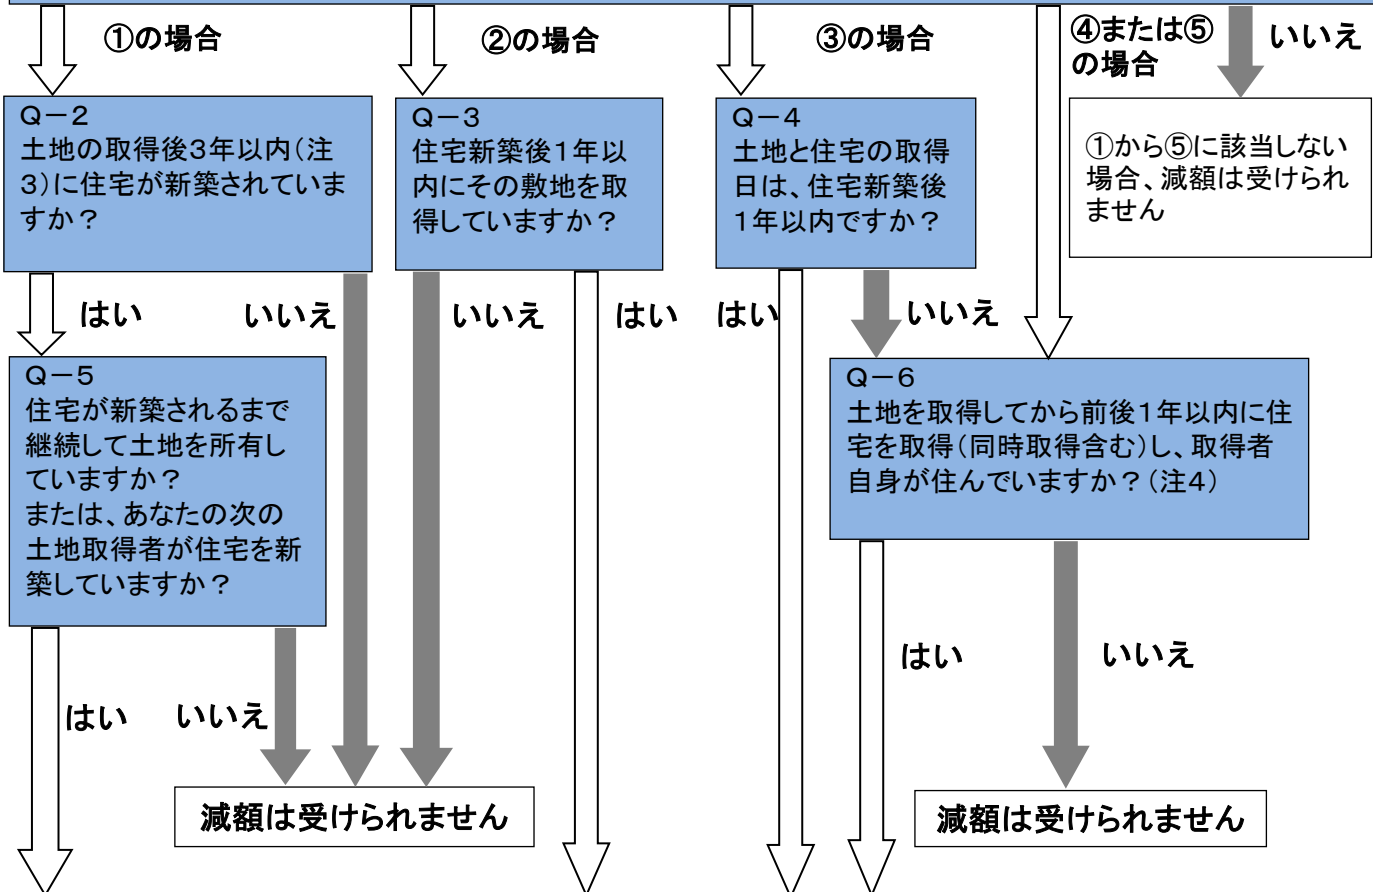 ①の場合
②の場合
③の場合
④または⑤
の場合
いいえ
Q－2
土地の取得後3年以内(注
3)に住宅が新築されていま
すか？
Q－3
住宅新築後1年以
内にその敷地を取
得していますか？
Q－4
土地と住宅の取得
日は、住宅新築後
1年以内ですか？
①から⑤に該当しない
場合、減額は受けられ
ません
はい
いいえ
いいえ
はい
はい
いいえ
Q－5
住宅が新築されるまで
継続して土地を所有し
ていますか？
または、あなたの次の
土地取得者が住宅を新
築していますか？
Q－6
土地を取得してから前後1年以内に住
宅を取得(同時取得含む)し、取得者
自身が住んでいますか？(注4)
はい
いいえ
はい
いいえ
減額は受けられません
減額は受けられません